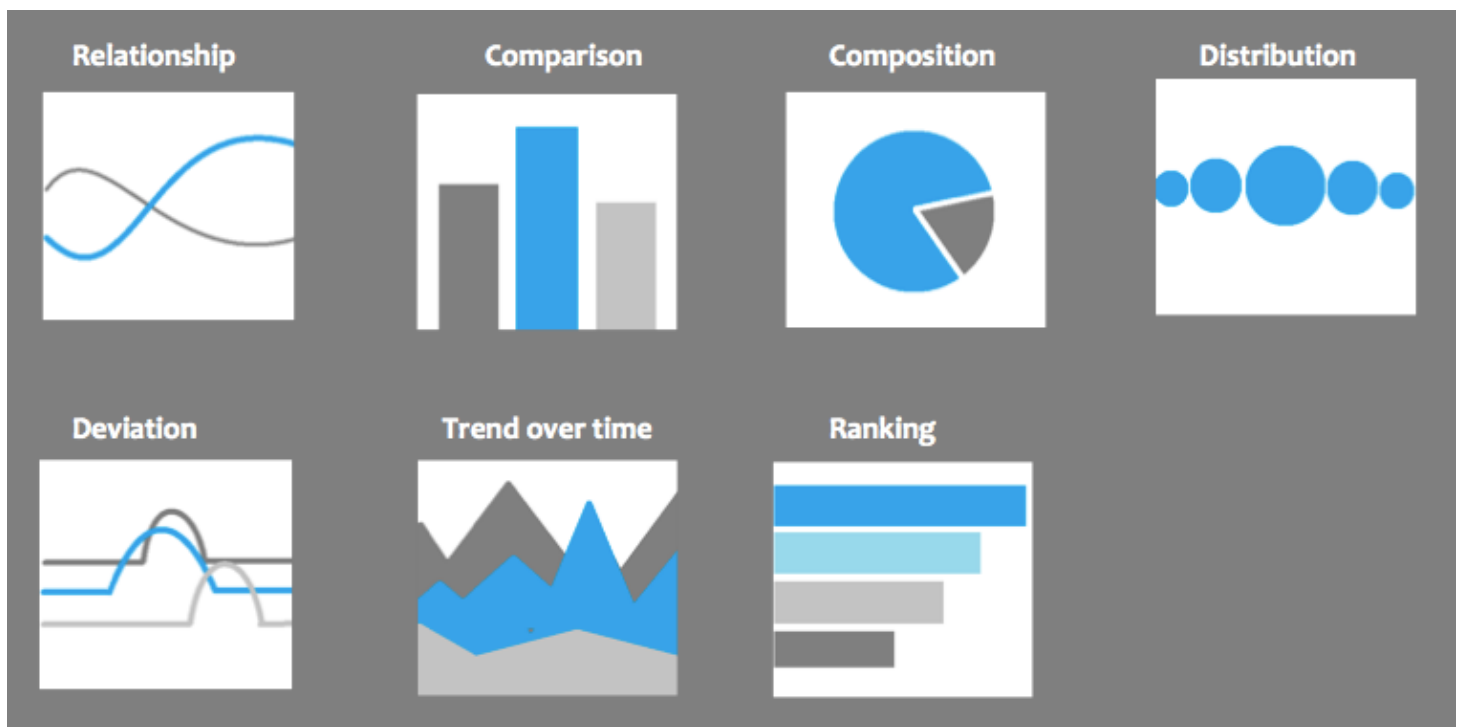 Relationship
Comparison
Composition
Distribution
Deviation
Trend over time
Ranking